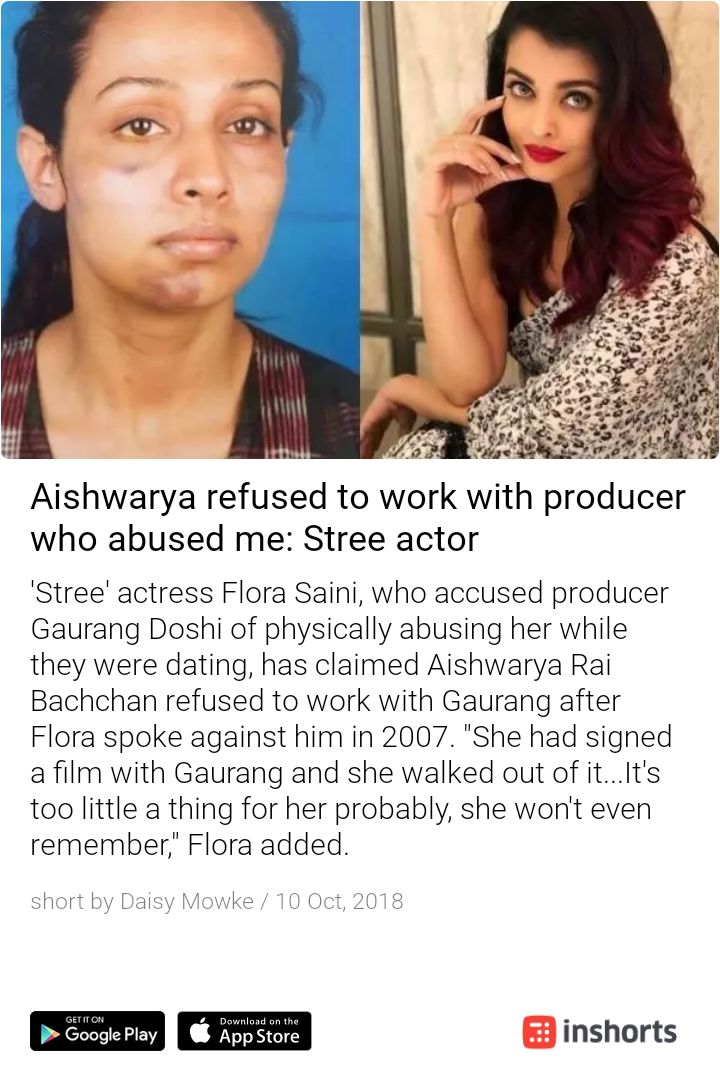 Aishwarya refused to work with producer
who abused me: Stree actor
'Stree' actress Flora Saini, who accused producer
Gaurang Doshi of physically abusing her while
they were dating, has claimed Aishwarya Rai
Bachchan refused to work with Gaurang after
Flora spoke against him in 2007. "She had signed
a film with Gaurang and she walked out of it...It's
too little a thing for her probably, she won't even
remember," Flora added.
short by Daisy Mowke / 10 Oct, 2018
GET IT ON
Google Play
Download on the
App Store
inshorts